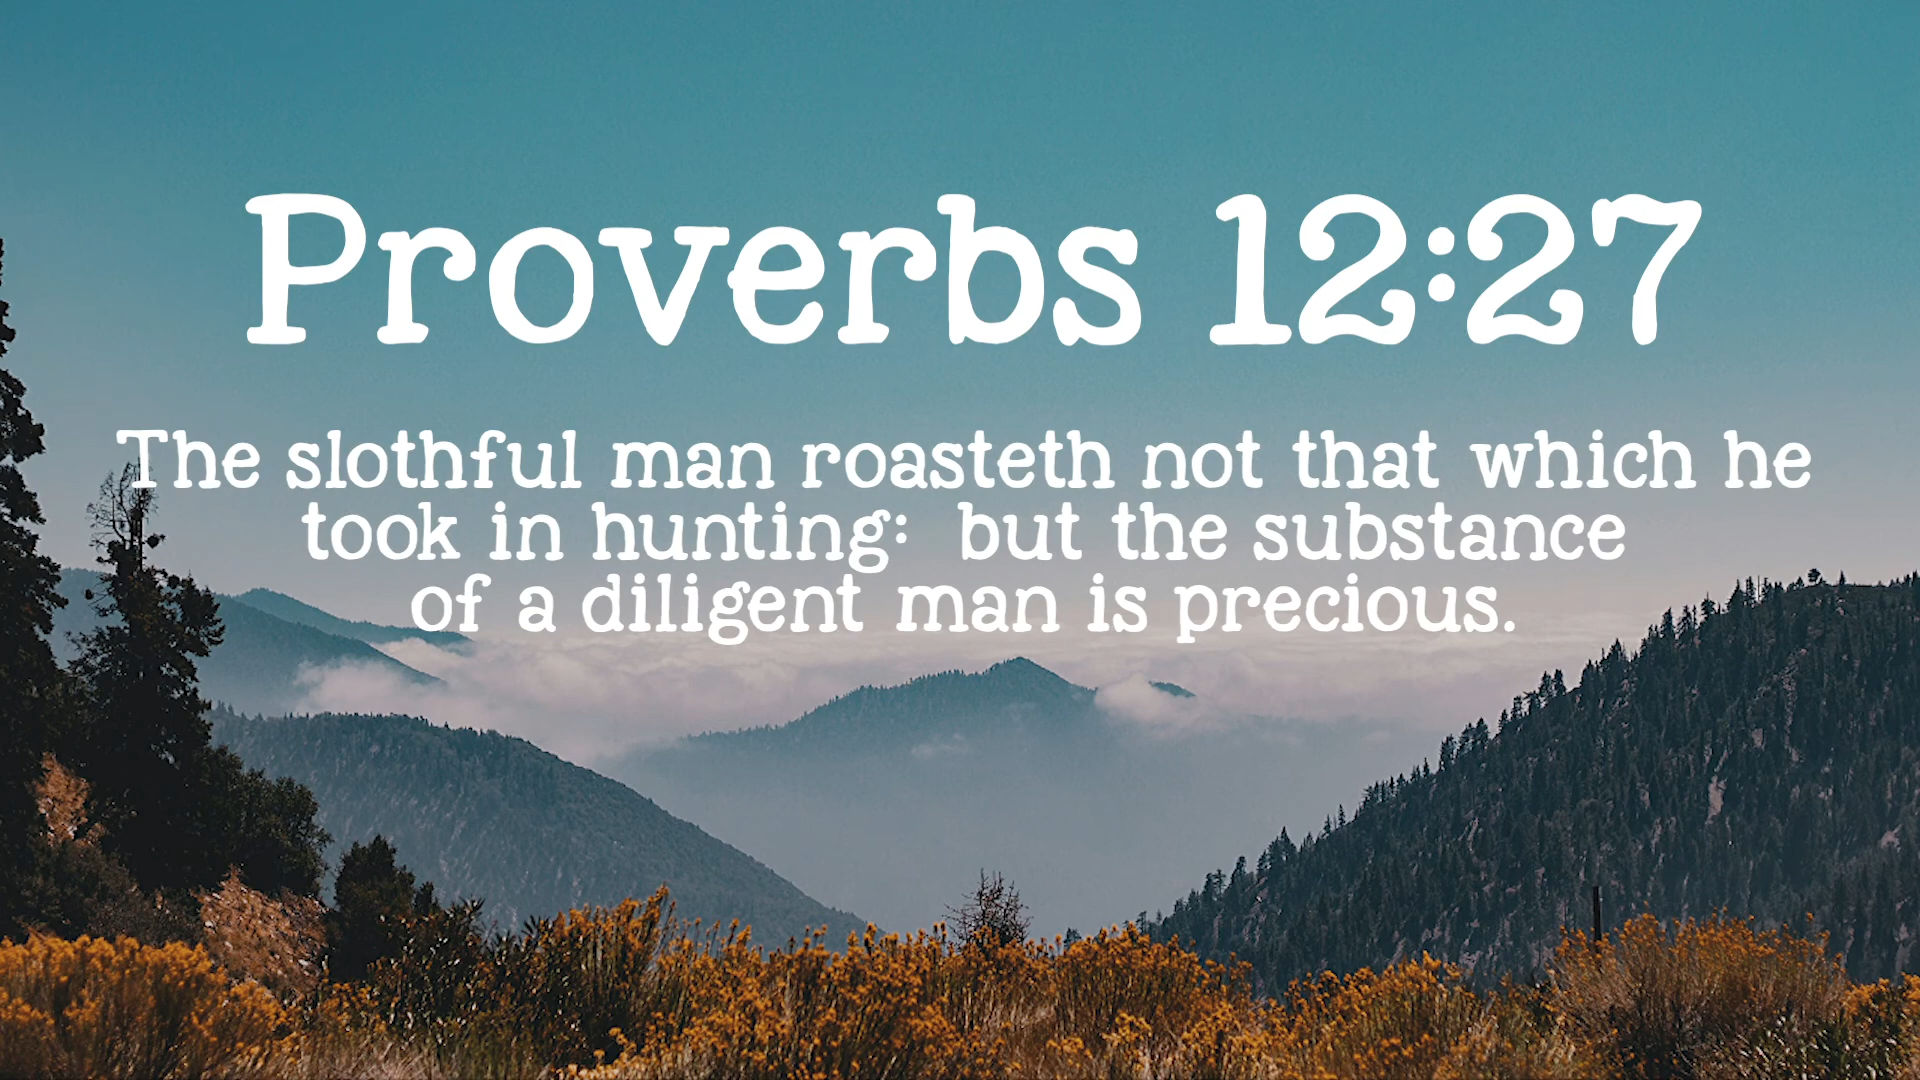 Proverbs 12:27
The slothful man roasteth not that which he
took in hunting:  but the substance
of a diligent man is precious.